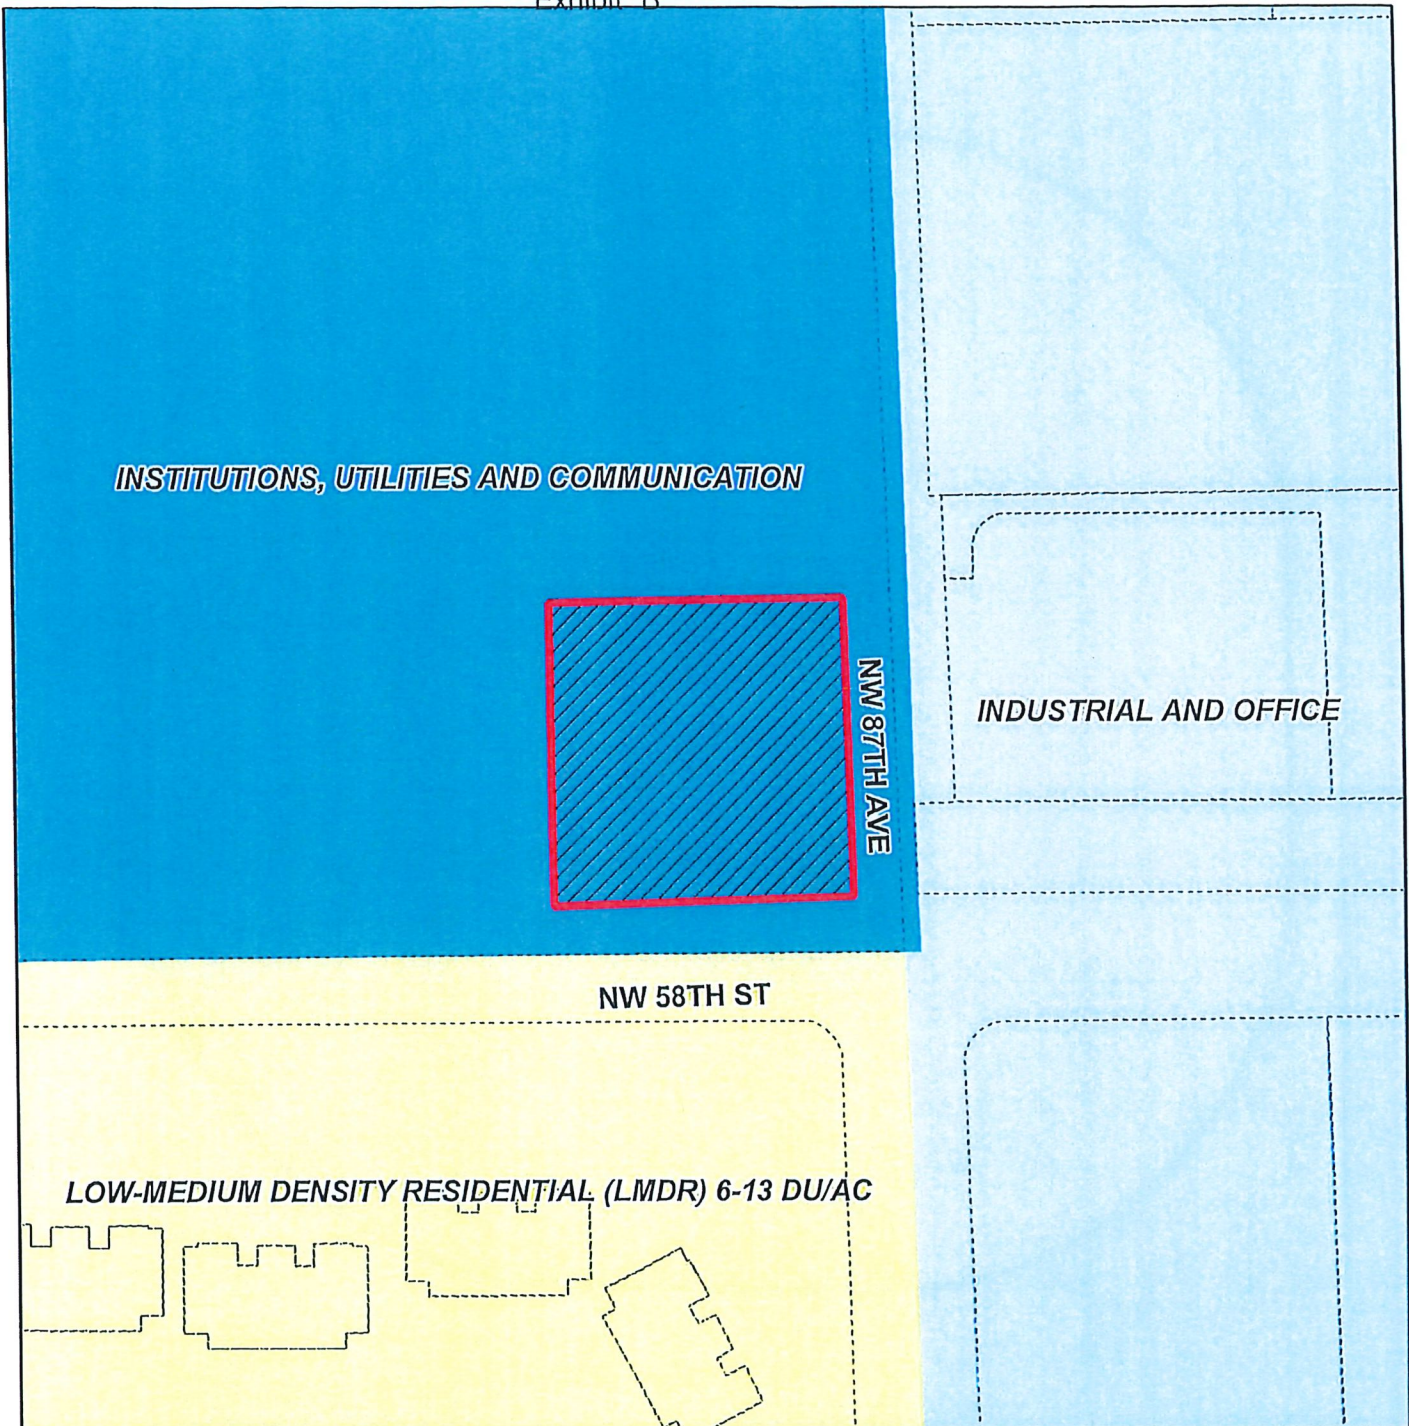 Exhibit "B"
INSTITUTIONS, UTILITIES AND COMMUNICATION
NW 87TH AVE
INDUSTRIAL AND OFFICE
NW 58TH ST
LOW-MEDIUM DENSITY RESIDENTIAL (LMDR) 6-13 DU/AC